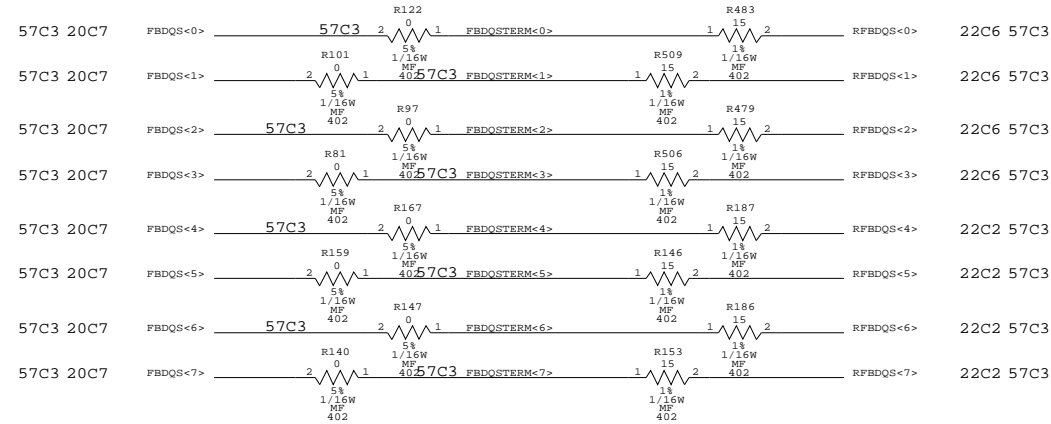 R122 R483
57C3 20C7 FBDQS<0> 57C3 2 0 1 FBDQSTERM<0> 1 15 2 RFBDQS<0> 22C6 57C3
5% 1%
1/16W 1/16W
MF MF
402 402
R101 R509
57C3 20C7 FBDQS<1> 2 0 1 57C3 FBDQSTERM<1> 1 15 2 RFBDQS<1> 22C6 57C3
5% 1%
1/16W 1/16W
MF MF
402 402
R97 R479
57C3 20C7 FBDQS<2> 57C3 2 0 1 FBDQSTERM<2> 1 15 2 RFBDQS<2> 22C6 57C3
5% 1%
1/16W 1/16W
MF MF
402 402
R81 R506
57C3 20C7 FBDQS<3> 2 0 1 57C3 FBDQSTERM<3> 1 15 2 RFBDQS<3> 22C6 57C3
5% 1%
1/16W 1/16W
MF MF
402 402
R167 R187
57C3 20C7 FBDQS<4> 57C3 2 0 1 FBDQSTERM<4> 1 15 2 RFBDQS<4> 22C2 57C3
5% 1%
1/16W 1/16W
MF MF
402 402
R159 R146
57C3 20C7 FBDQS<5> 2 0 1 57C3 FBDQSTERM<5> 1 15 2 RFBDQS<5> 22C2 57C3
5% 1%
1/16W 1/16W
MF MF
402 402
R147 R186
57C3 20C7 FBDQS<6> 57C3 2 0 1 FBDQSTERM<6> 1 15 2 RFBDQS<6> 22C2 57C3
5% 1%
1/16W 1/16W
MF MF
402 402
R140 R153
57C3 20C7 FBDQS<7> 2 0 1 57C3 FBDQSTERM<7> 1 15 2 RFBDQS<7> 22C2 57C3
5% 1%
1/16W 1/16W
MF MF
402 402